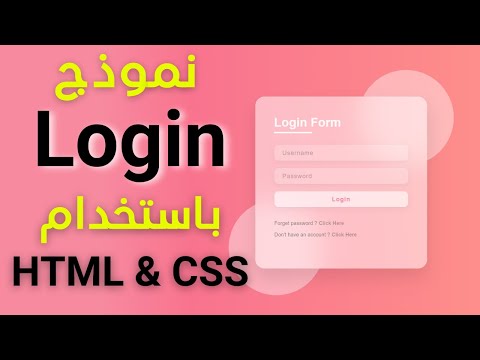 نموذج
Login
باستخدام
HTML & CSS
Login Form
Username
Password
Login
Forget password ? Click Here
Don't have an account ? Click Here